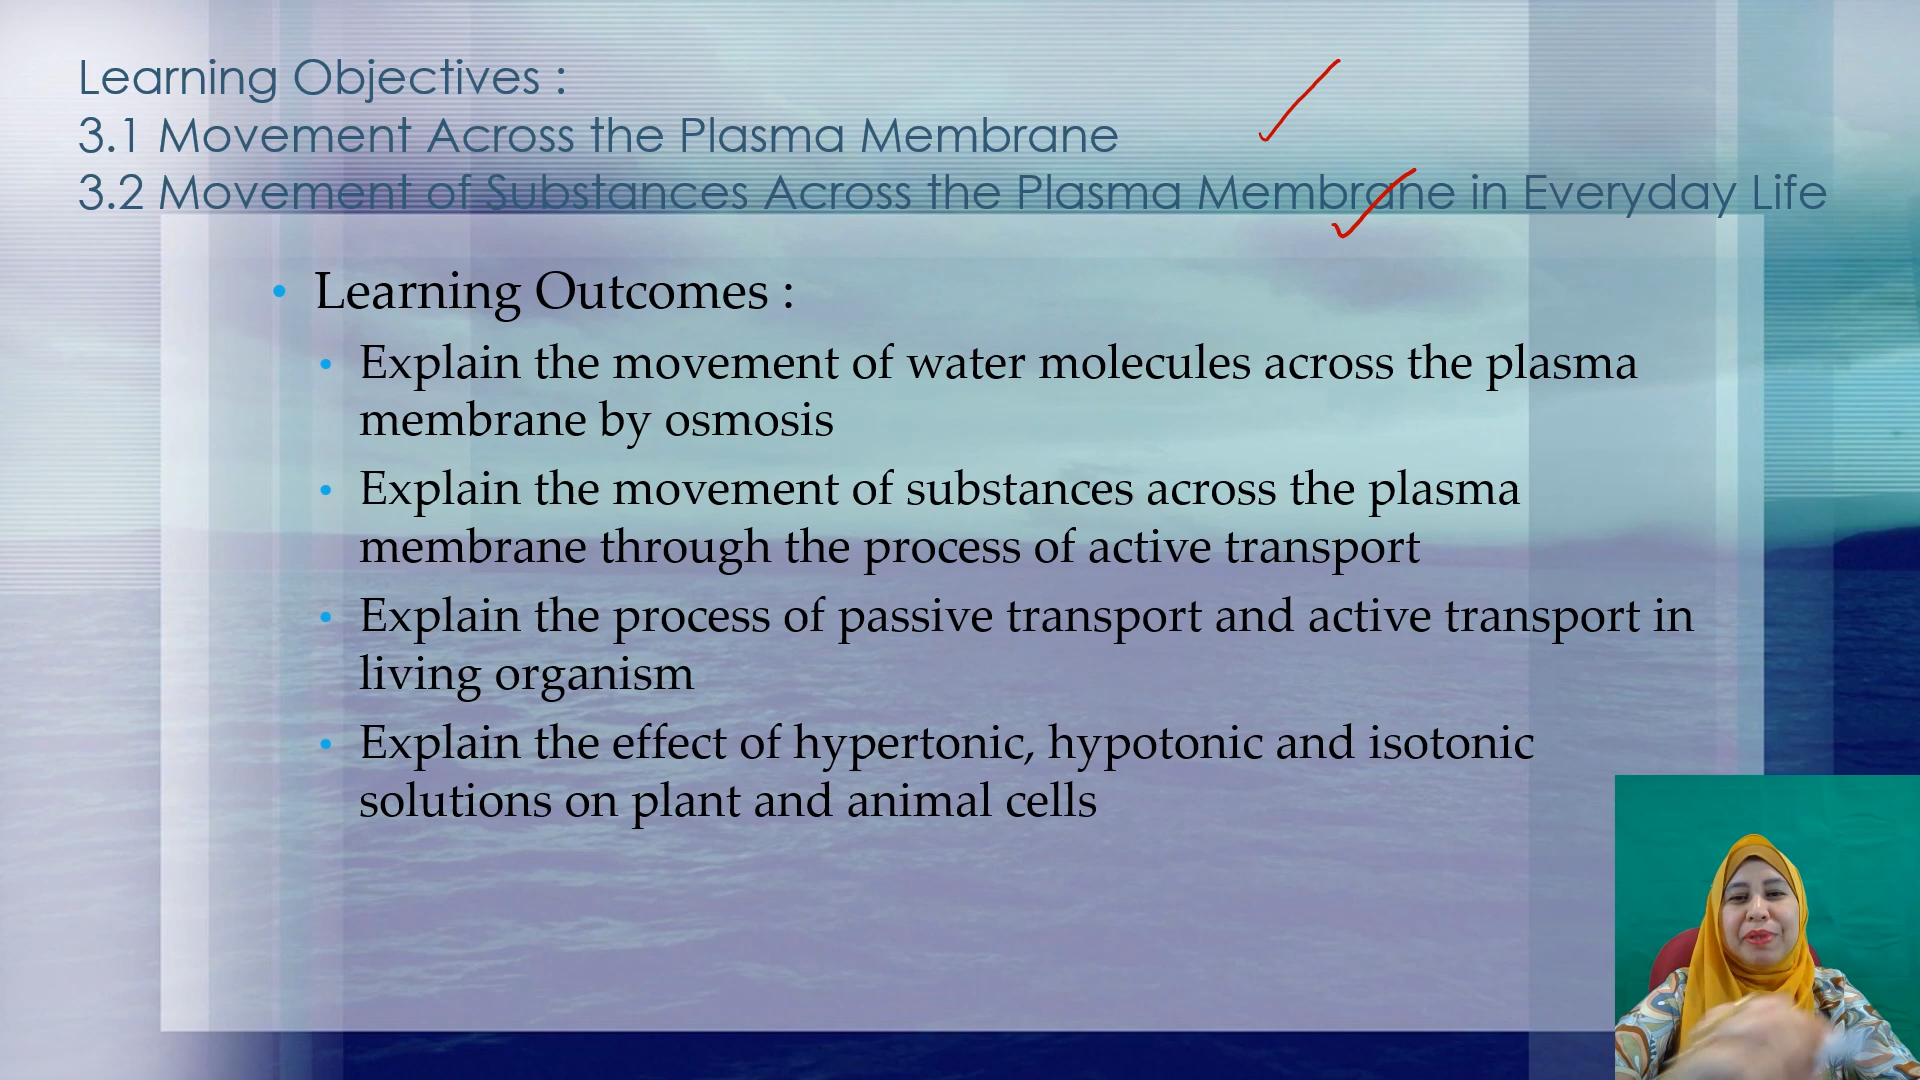 Learning Objectives :
3.1 Movement Across the Plasma Membrane
3.2 Movement of Substances Across the Plasma Membrane in Everyday Life
• Learning Outcomes :
• Explain the movement of water molecules across the plasma
membrane by osmosis
• Explain the movement of substances across the plasma
membrane through the process of active transport
• Explain the process of passive transport and active transport in
living organism
• Explain the effect of hypertonic, hypotonic and isotonic
solutions on plant and animal cells